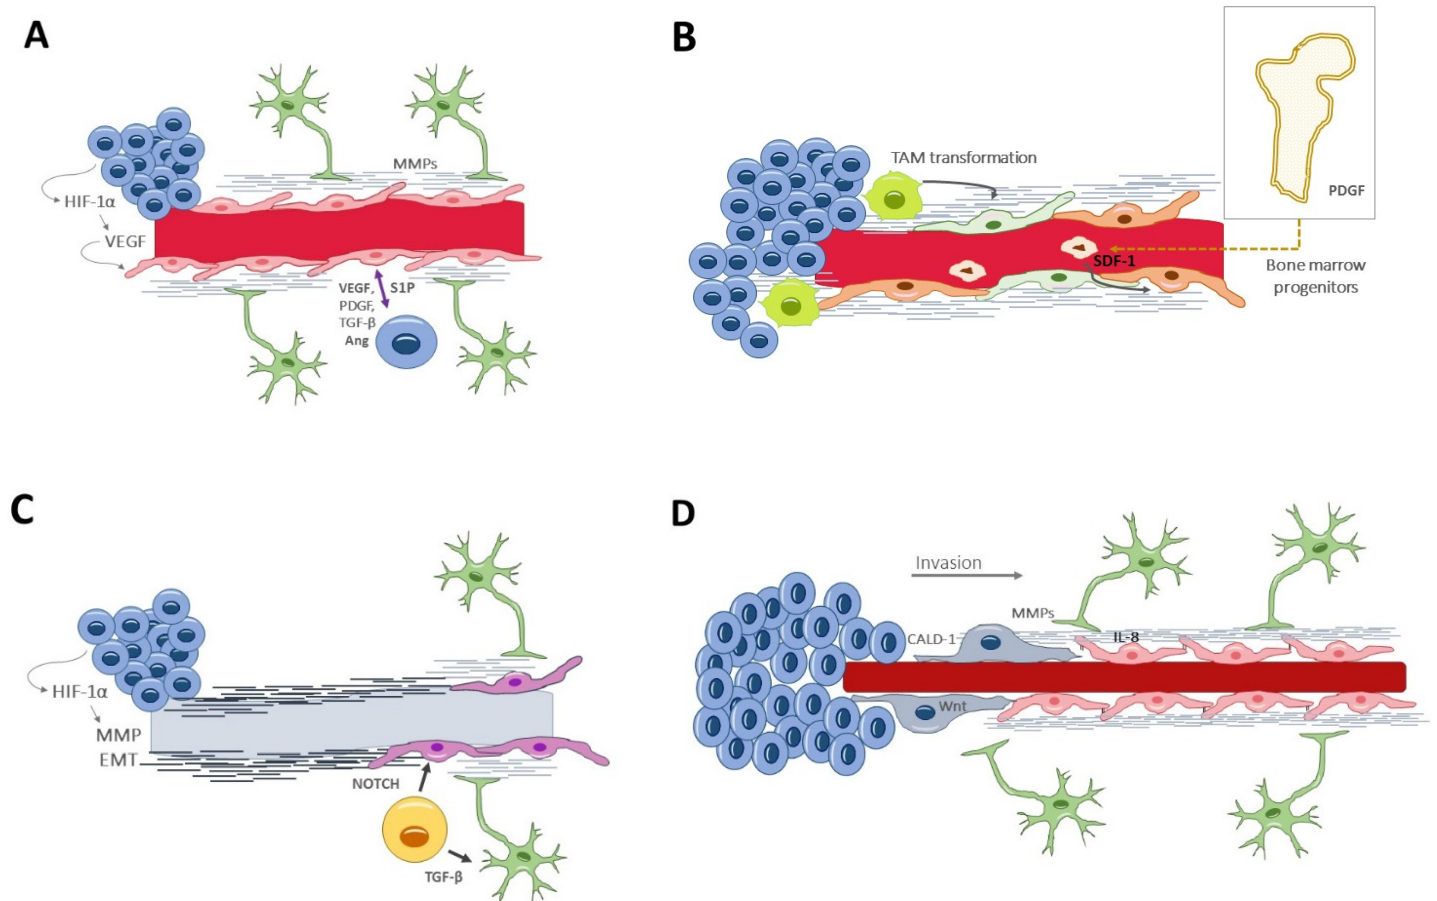 A
MMPs
HIF-1α
VEGF
VEGF,
S1P
PDGF,
TGF-β
Ang
B
TAM transformation
PDGF
SDF-1
Bone marrow
progenitors
C
HIF-1α
MMP
EMT
NOTCH
TGF-β
D
Invasion
MMPs
CALD-1
IL-8
Wnt